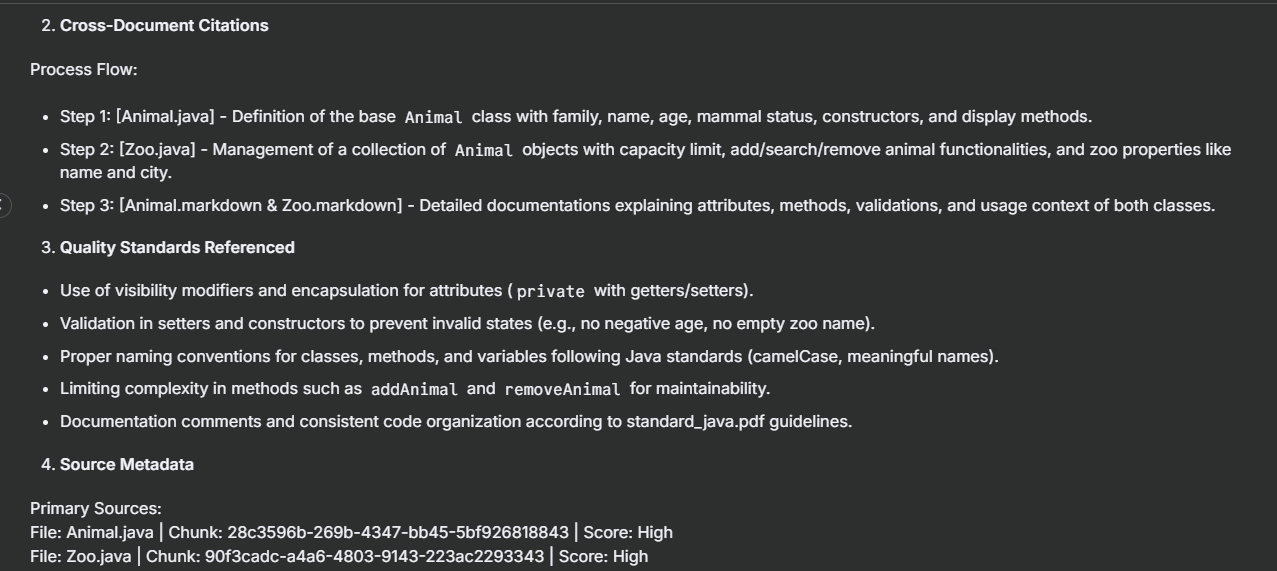 2. Cross-Document Citations
Process Flow:
• Step 1: [Animal.java] - Definition of the base Animal class with family, name, age, mammal status, constructors, and display methods.
• Step 2: [Zoo.java] - Management of a collection of Animal objects with capacity limit, add/search/remove animal functionalities, and zoo properties like
name and city.
• Step 3: [Animal.markdown & Zoo.markdown] - Detailed documentations explaining attributes, methods, validations, and usage context of both classes.
3. Quality Standards Referenced
• Use of visibility modifiers and encapsulation for attributes (private with getters/setters).
• Validation in setters and constructors to prevent invalid states (e.g., no negative age, no empty zoo name).
• Proper naming conventions for classes, methods, and variables following Java standards (camelCase, meaningful names).
• Limiting complexity in methods such as addAnimal and removeAnimal for maintainability.
• Documentation comments and consistent code organization according to standard_java.pdf guidelines.
4. Source Metadata
Primary Sources:
File: Animal.java | Chunk: 28c3596b-269b-4347-bb45-5bf926818843 | Score: High
File: Zoo.java | Chunk: 90f3cadc-a4a6-4803-9143-223ac2293343 | Score: High